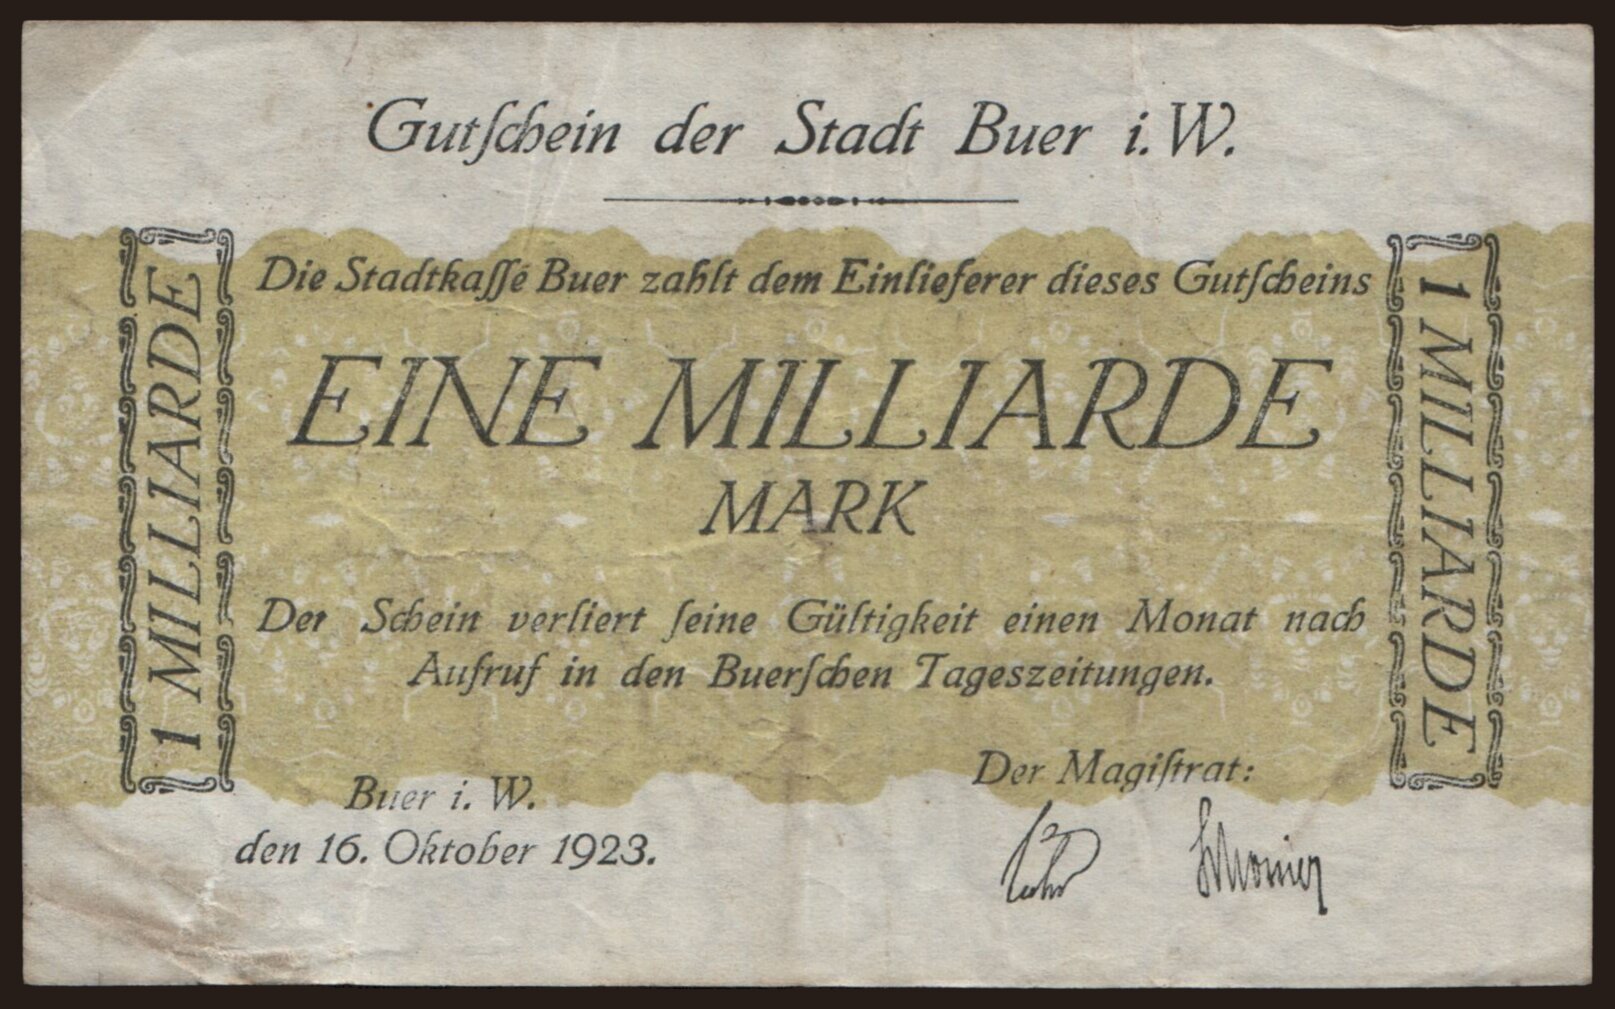 Gutſchein der Stadt Buer i. W.
Die Stadtkaſſe Buer zahlt dem Einlieferer dieses Gutſcheins
EINE MILLIARDE
MARK
Der Schein verliert ſeine Gültigkeit einen Monat nach
Aufruf in den Buerſchen Tageszeitungen.
Buer i. W.
den 16. Oktober 1923.
Der Magiſtrat:
1 MILLIARDE
1 MILLIARDE